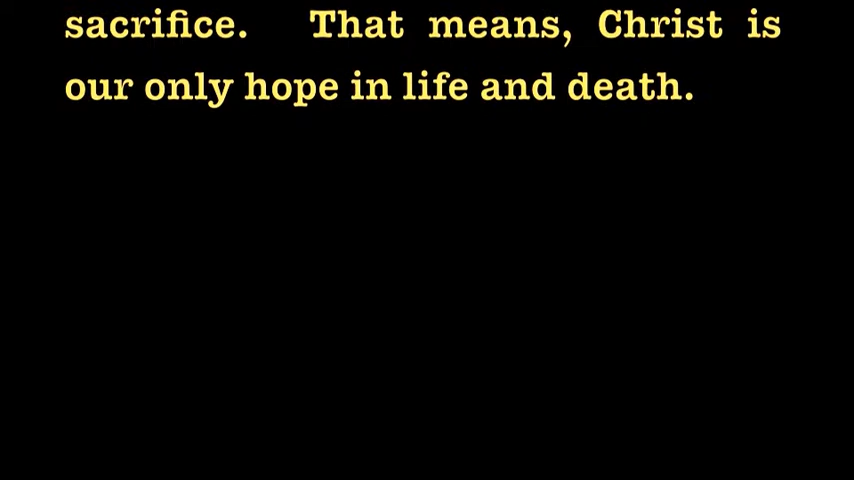 sacrifice. That means, Christ is
our only hope in life and death.